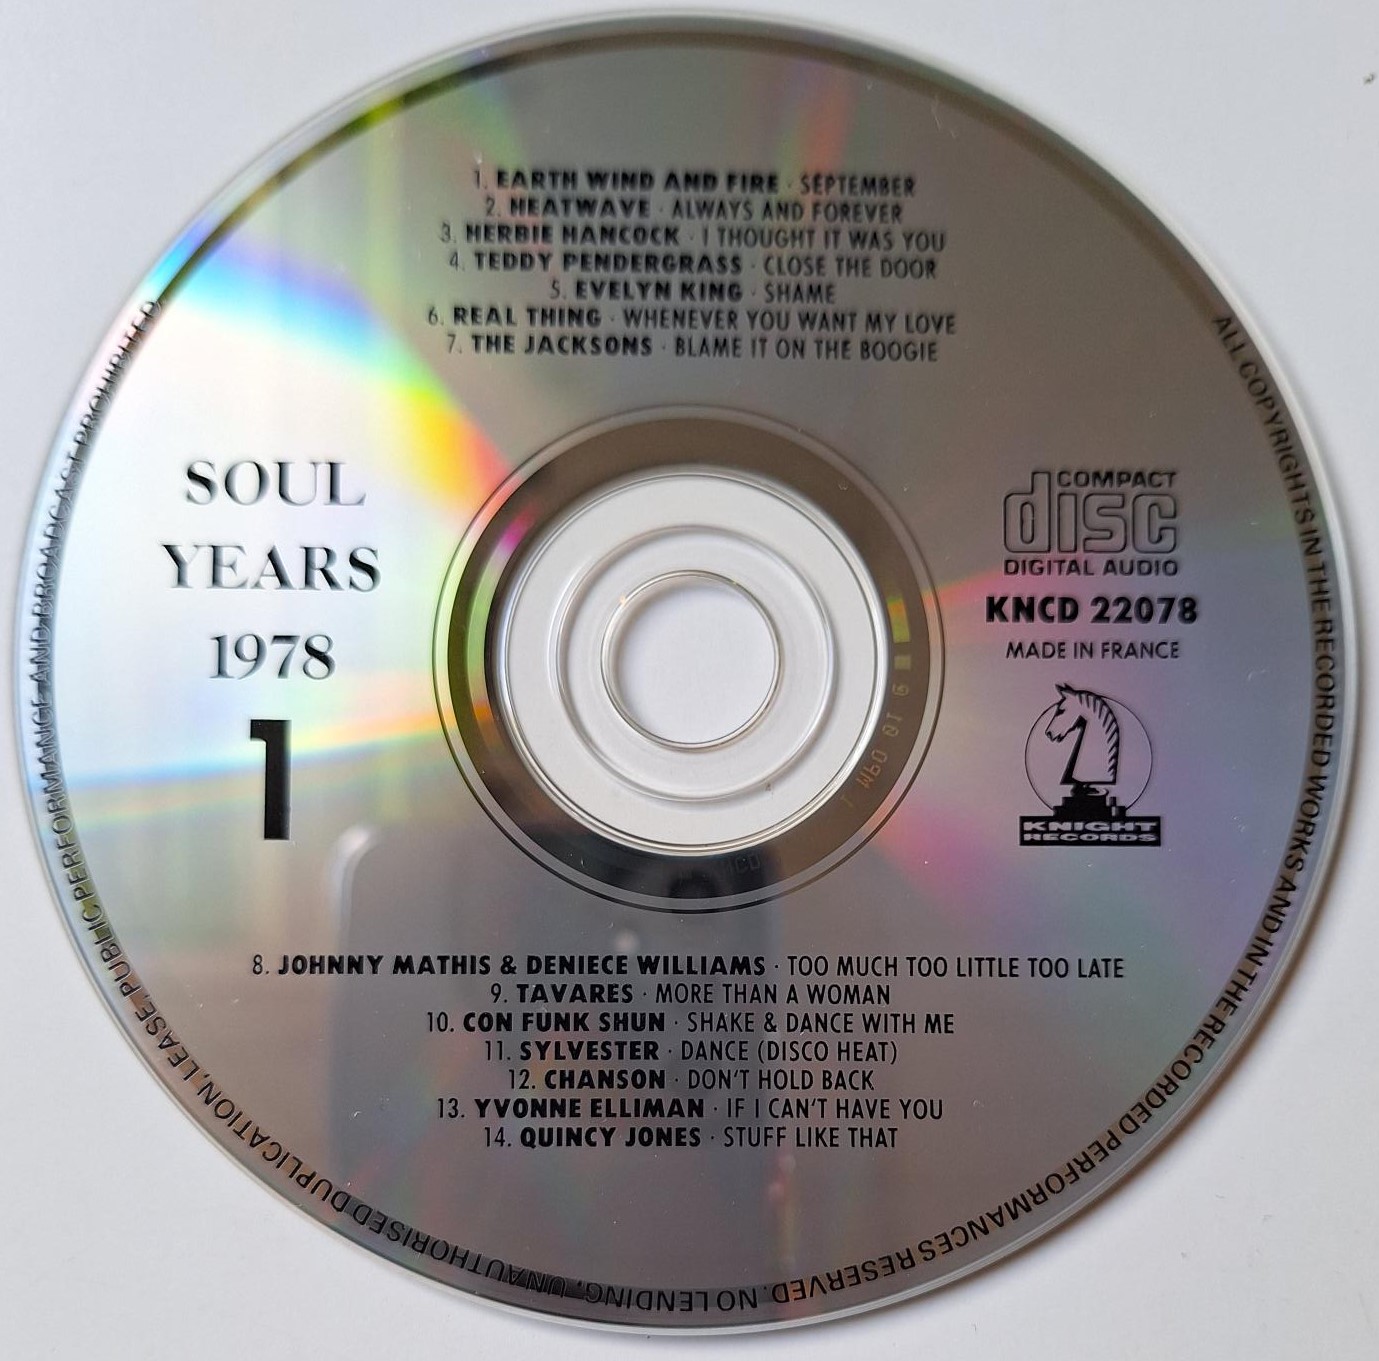 1. EARTH WIND AND FIRE · SEPTEMBER
2. HEATWAVE · ALWAYS AND FOREVER
3. HERBIE HANCOCK · I THOUGHT IT WAS YOU
4. TEDDY PENDERGRASS · CLOSE THE DOOR
5. EVELYN KING · SHAME
6. REAL THING · WHENEVER YOU WANT MY LOVE
7. THE JACKSONS · BLAME IT ON THE BOOGIE
SOUL
YEARS
1978
1
COMPACT
disc
DIGITAL AUDIO
KNCD 22078
MADE IN FRANCE
KNIGHT
RECORDS
8. JOHNNY MATHIS & DENIECE WILLIAMS · TOO MUCH TOO LITTLE TOO LATE
9. TAVARES · MORE THAN A WOMAN
10. CON FUNK SHUN · SHAKE & DANCE WITH ME
11. SYLVESTER · DANCE (DISCO HEAT)
12. CHANSON · DON'T HOLD BACK
13. YVONNE ELLIMAN · IF I CAN'T HAVE YOU
14. QUINCY JONES · STUFF LIKE THAT
ALL COPYRIGHTS IN THE RECORDED WORKS AND IN THE RECORDED PERFORMANCES RESERVED. NO LENDING, UNAUTHORISED DUPLICATION, LEASE, PUBLIC PERFORMANCE AND BROADCAST PROHIBITED